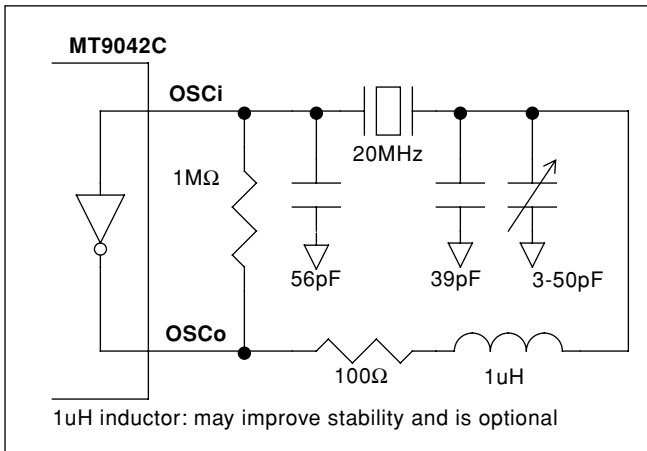 MT9042C
OSCi
20MHz
1MΩ
56pF
39pF
3-50pF
OSCo
100Ω
1uH
1uH inductor: may improve stability and is optional